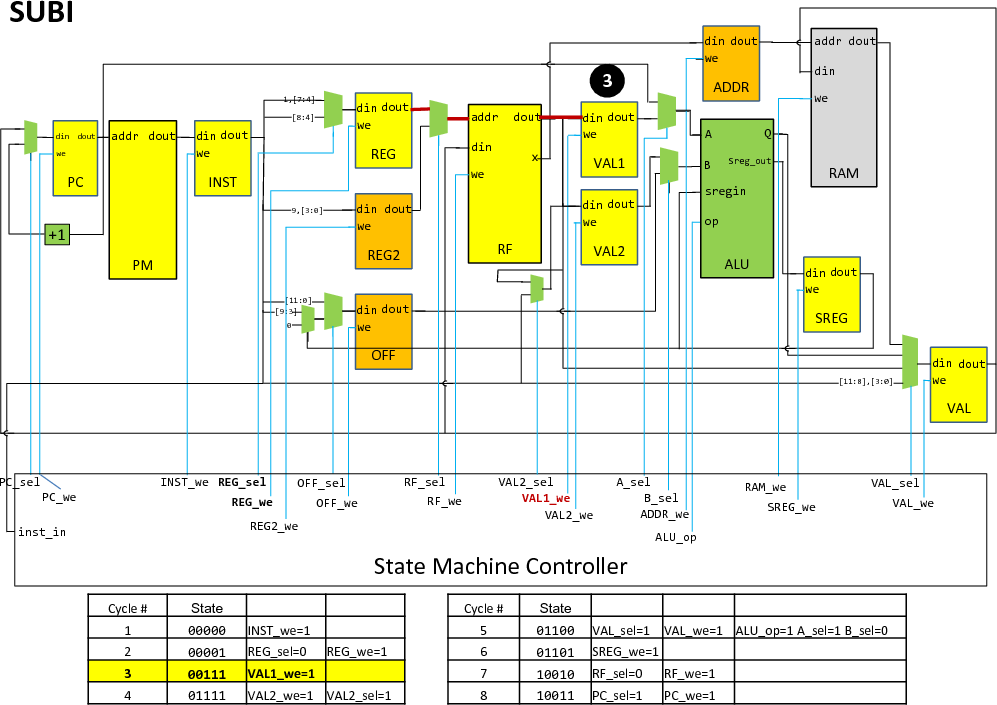 SUBI
3
din dout
we
ADDR
addr dout
din
we
RAM
1,[7:4]
[8:4]
din dout
we
REG
addr dout
din
x
we
RF
din dout
we
VAL1
A
Q
B
Sreg_out
sregin
op
ALU
din dout
we
PC
addr dout
PM
din dout
we
INST
+1
9,[3:0]
din dout
we
REG2
din dout
we
VAL2
[11:0]
0
din dout
we
OFF
din dout
we
SREG
[11:8],[3:0]
din dout
we
VAL
PC_sel
PC_we
INST_we
REG_sel
REG_we
REG2_we
OFF_sel
OFF_we
RF_sel
RF_we
VAL2_sel
VAL1_we
VAL2_we
A_sel
B_sel
ADDR_we
ALU_op
RAM_we
SREG_we
VAL_sel
VAL_we
inst_in
State Machine Controller
Cycle # State
1 00000 INST_we=1
2 00001 REG_sel=0 REG_we=1
3 00111 VAL1_we=1
4 01111 VAL2_we=1 VAL2_sel=1
Cycle # State
5 01100 VAL_sel=1 VAL_we=1 ALU_op=1 A_sel=1 B_sel=0
6 01101 SREG_we=1
7 10010 RF_sel=0 RF_we=1
8 10011 PC_sel=1 PC_we=1